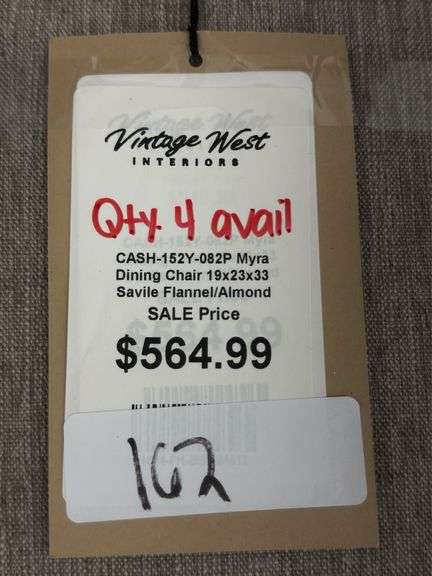 Vintage West
INTERIORS
Qty 4 avail
CASH-152Y-082P Myra
Dining Chair 19x23x33
Savile Flannel/Almond
SALE Price
$564.99
162